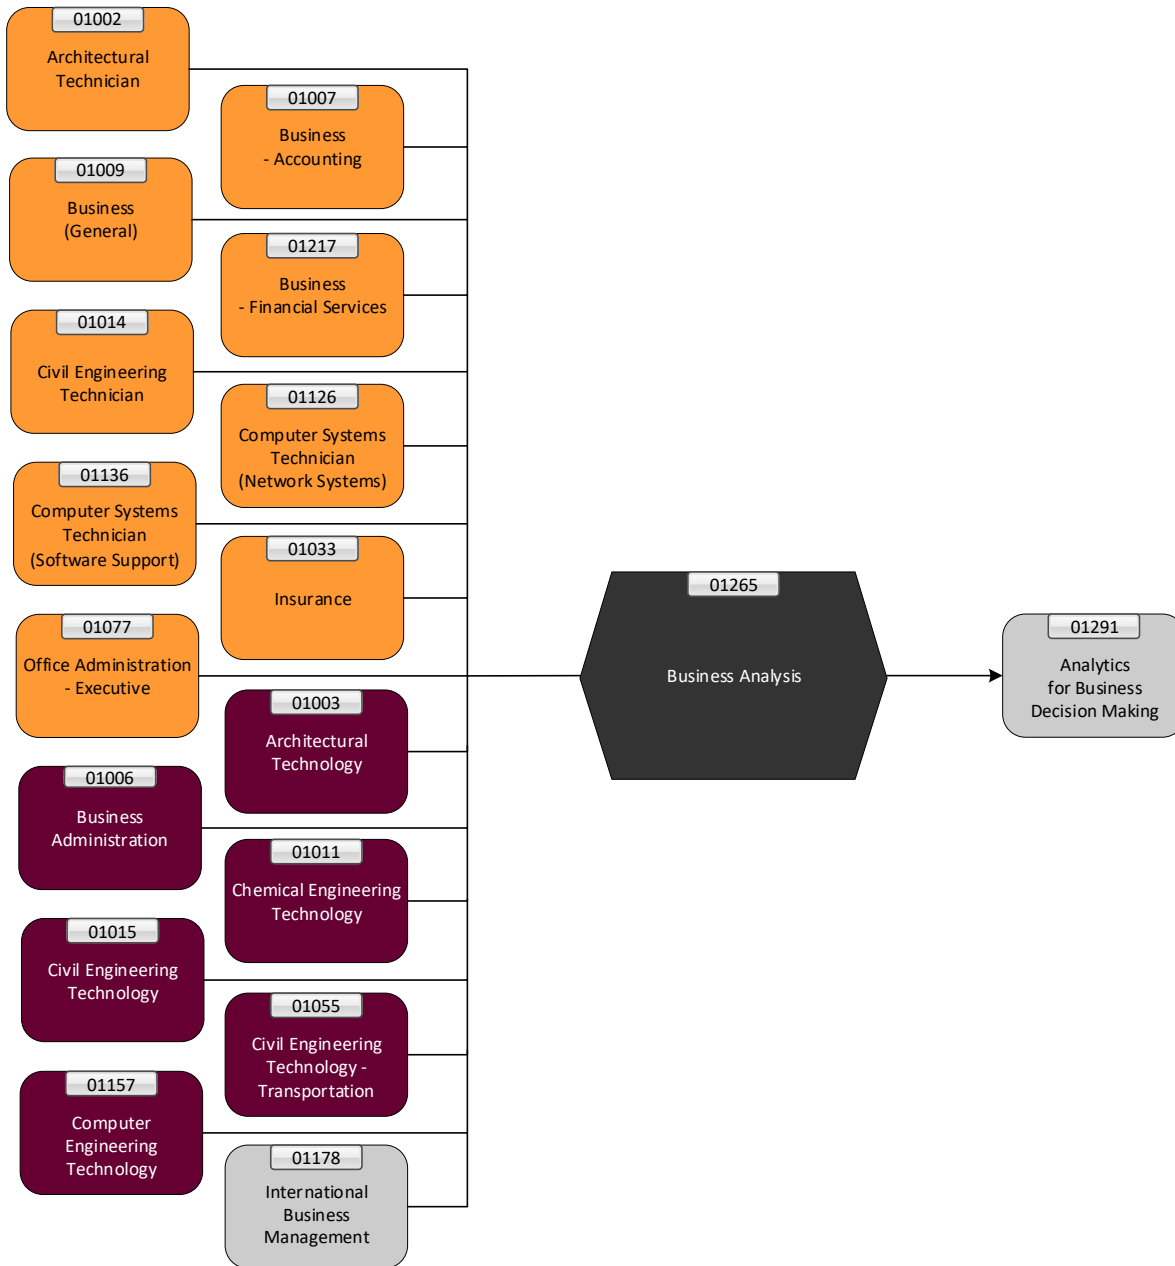 01002
Architectural
Technician
01007
Business
- Accounting
01009
Business
(General)
01217
Business
- Financial Services
01014
Civil Engineering
Technician
01126
Computer Systems
Technician
(Network Systems)
01136
Computer Systems
Technician
(Software Support)
01033
Insurance
01077
Office Administration
- Executive
01003
Architectural
Technology
01006
Business
Administration
01011
Chemical Engineering
Technology
01015
Civil Engineering
Technology
01055
Civil Engineering
Technology -
Transportation
01157
Computer
Engineering
Technology
01178
International
Business
Management
01265
Business Analysis
01291
Analytics
for Business
Decision Making